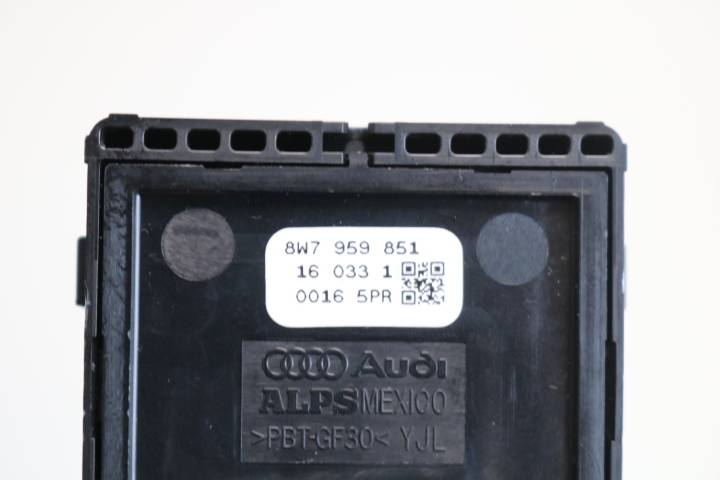 8W7 959 851
16 033 1
0016 5PR
Audi
ALPS MEXICO
>PBT-GF30< YJL